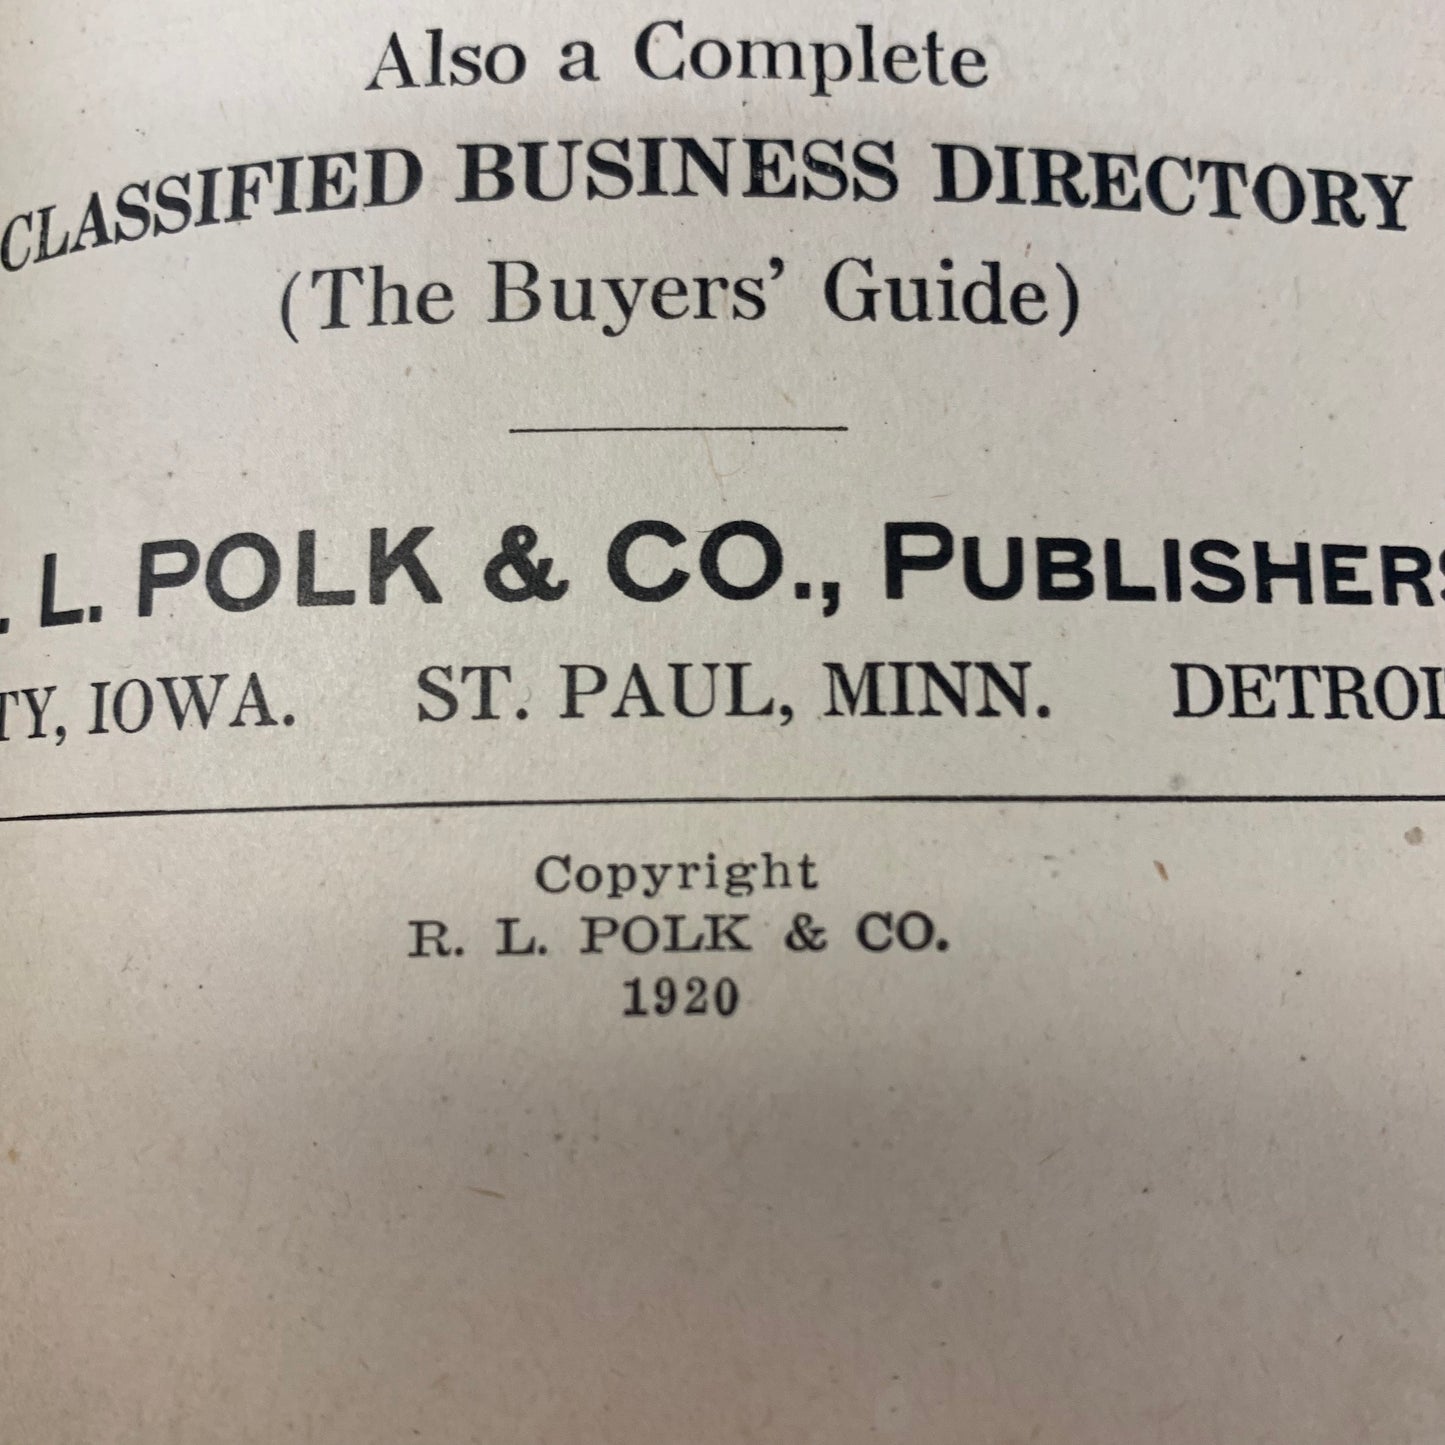 Also a Complete
CLASSIFIED BUSINESS DIRECTORY
(The Buyers' Guide)
. L. POLK & CO., PUBLISHERS
TY, IOWA. ST. PAUL, MINN. DETROI
Copyright
R. L. POLK & CO.
1920